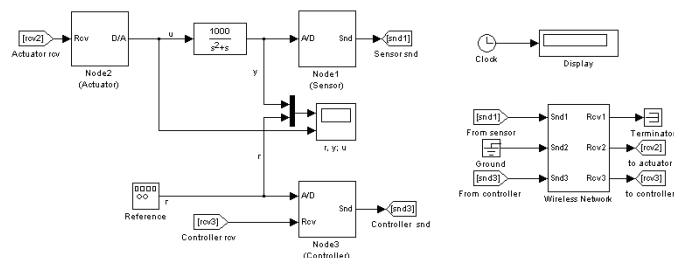 [rcv2]
Actuator rcv
Rcv D/A
Node2
(Actuator)
u
1000
s²+s
y
A/D Snd
Node1
(Sensor)
[snd1]
Sensor snd
r, y; u
r
Reference
r
[rcv3]
Controller rcv
A/D
Snd
Rcv
Node3
(Controller)
[snd3]
Controller snd
Clock
Display
[snd1]
From sensor
Ground
[snd3]
From controller
Snd1 Rcv1
Snd2 Rcv2
Snd3 Rcv3
Wireless Network
Terminator
[rcv2]
to actuator
[rcv3]
to controller